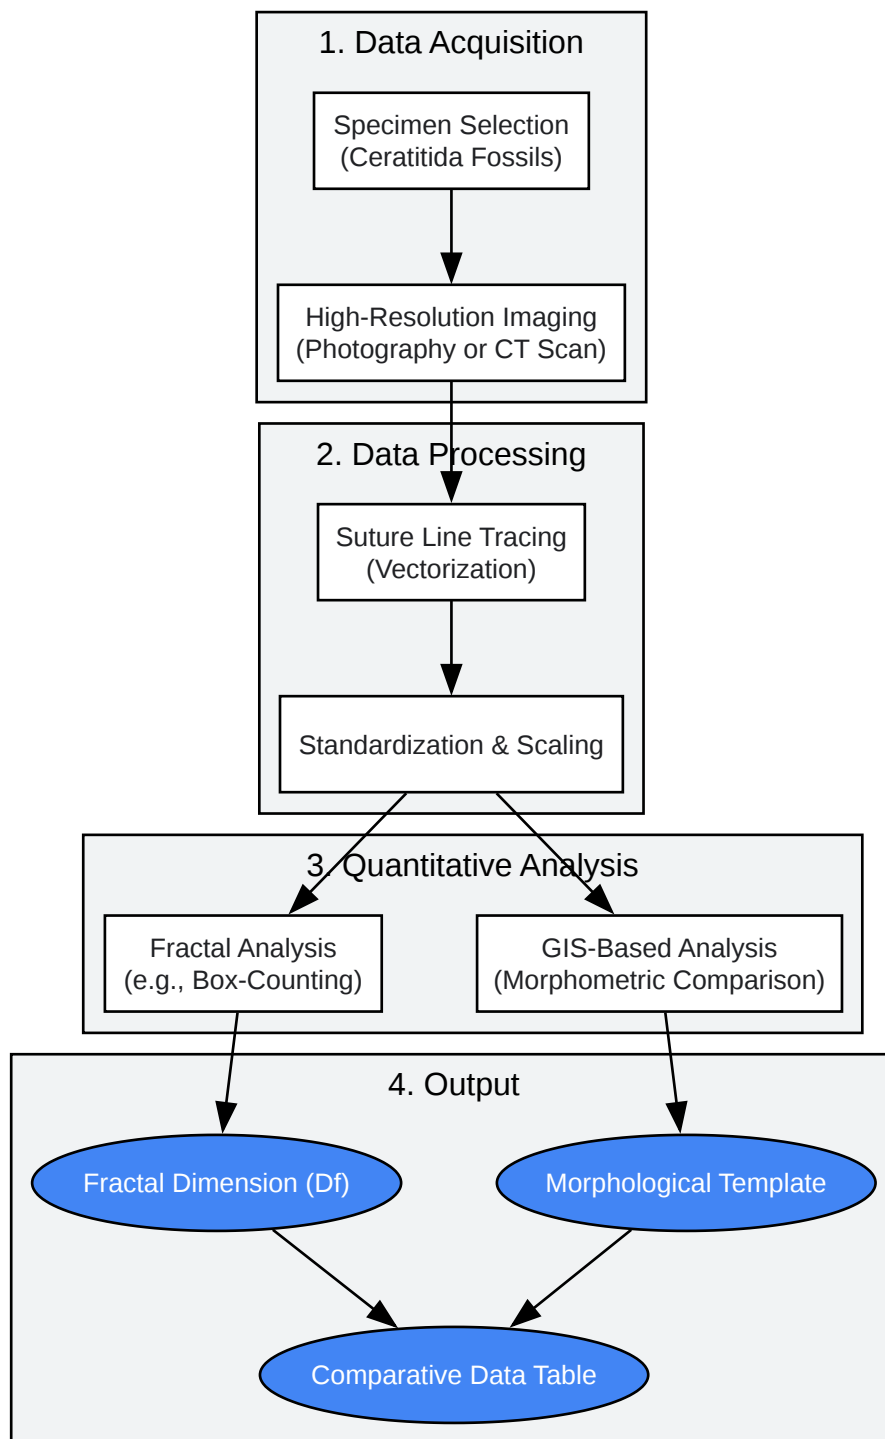 1. Data Acquisition
Specimen Selection
(Ceratitida Fossils)
High-Resolution Imaging
(Photography or CT Scan)
2. Data Processing
Suture Line Tracing
(Vectorization)
Standardization & Scaling
3. Quantitative Analysis
Fractal Analysis
(e.g., Box-Counting)
GIS-Based Analysis
(Morphometric Comparison)
4. Output
Fractal Dimension (Df)
Morphological Template
Comparative Data Table